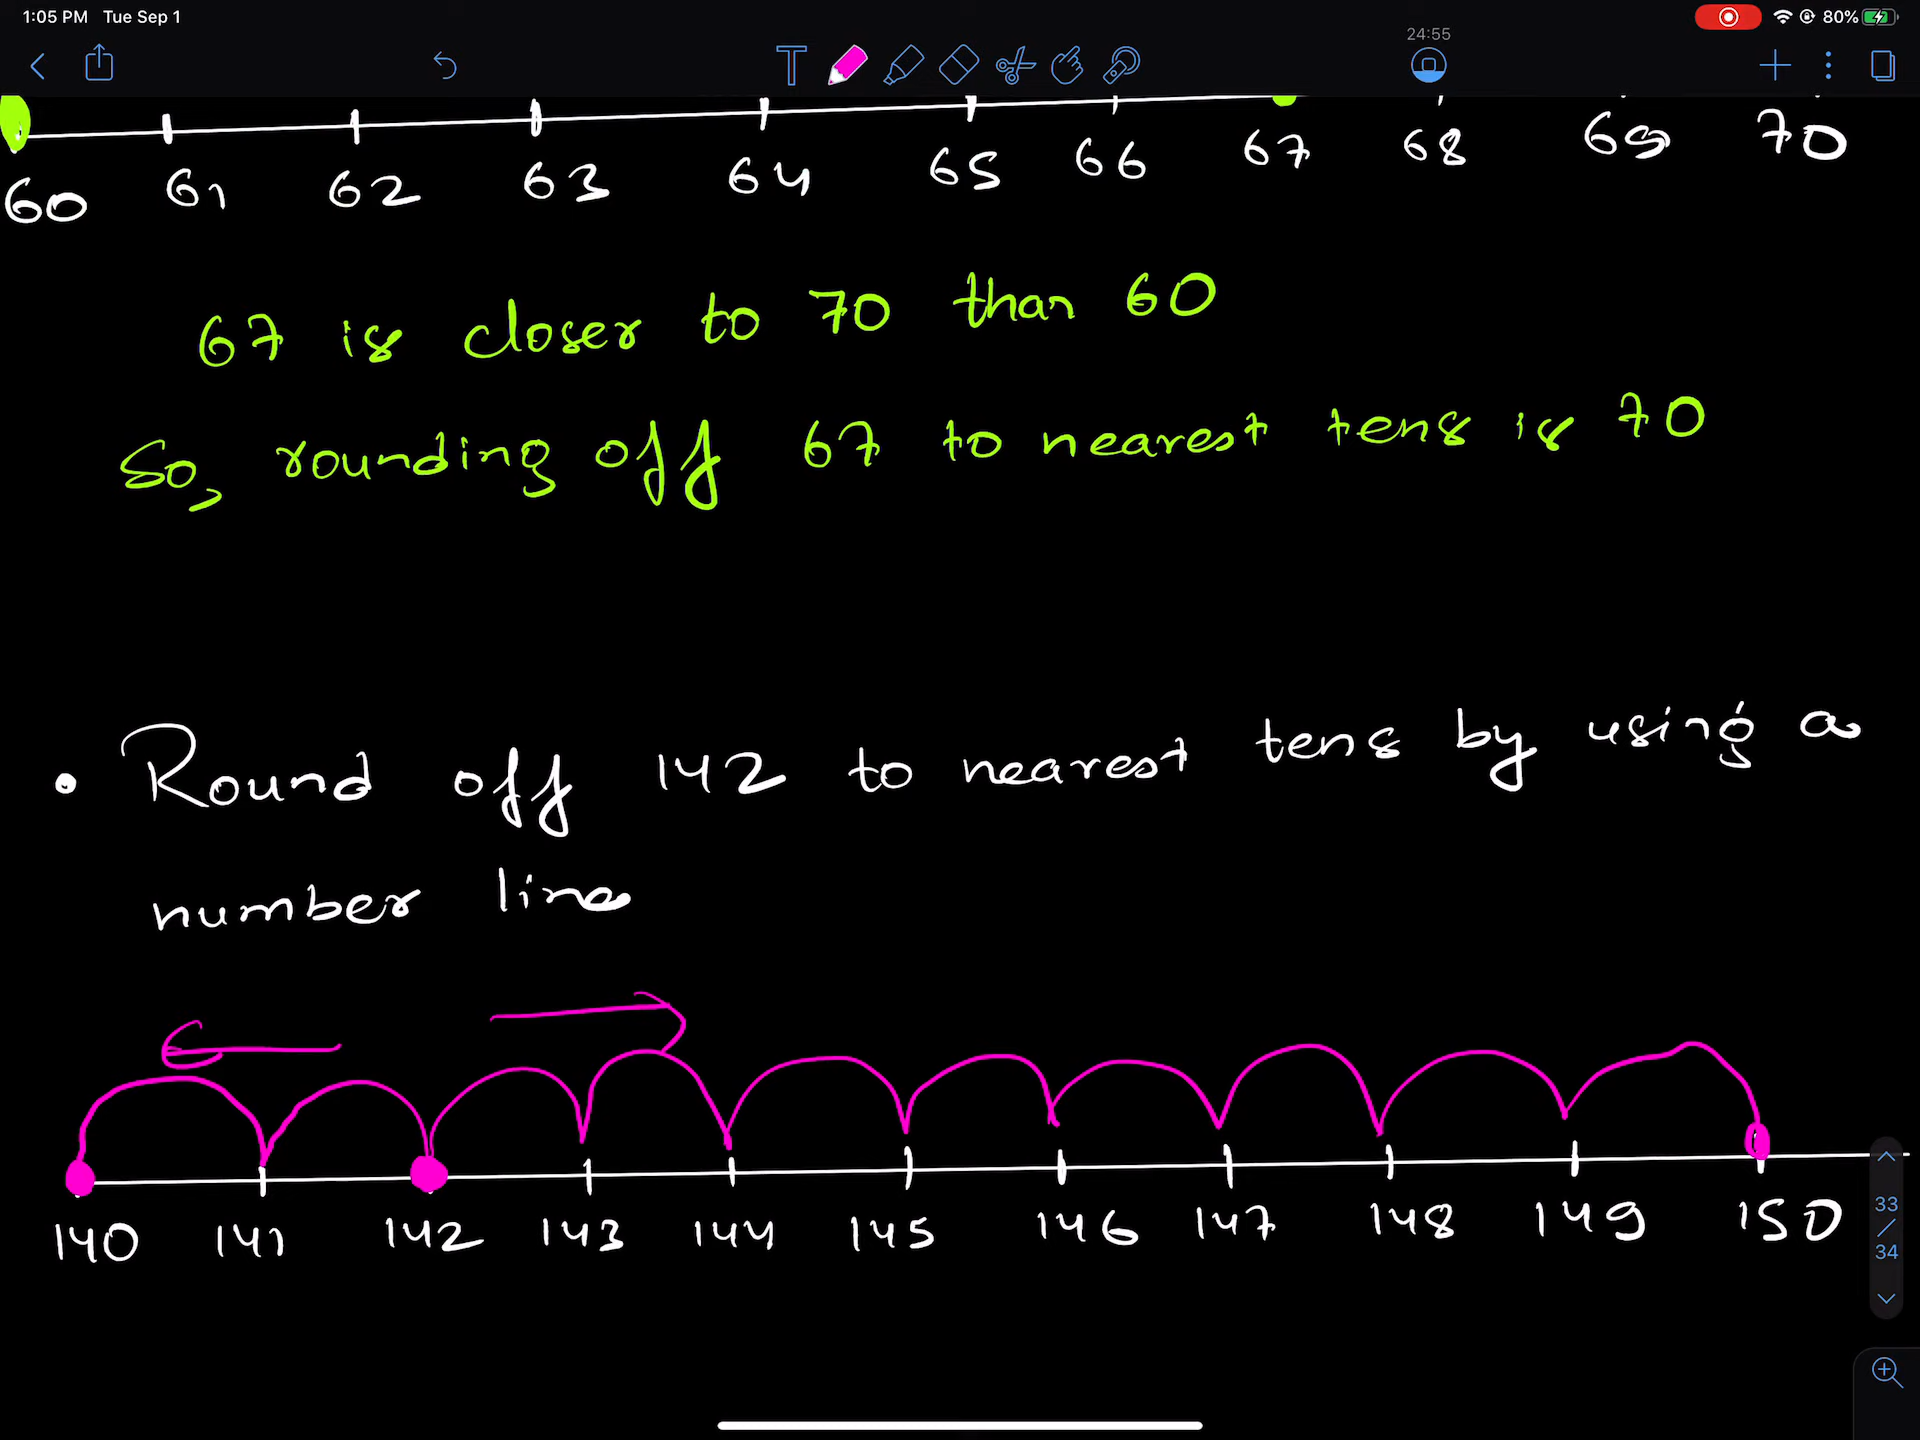 1:05 PM Tue Sep 1
80%
24:55
T
60 61 62 63 64 65 66 67 68 69 70
67 is closer to 70 than 60
So, rounding off 67 to nearest tens is 70
• Round off 142 to nearest tens by using a
number line
140 141 142 143 144 145 146 147 148 149 150
33
/
34